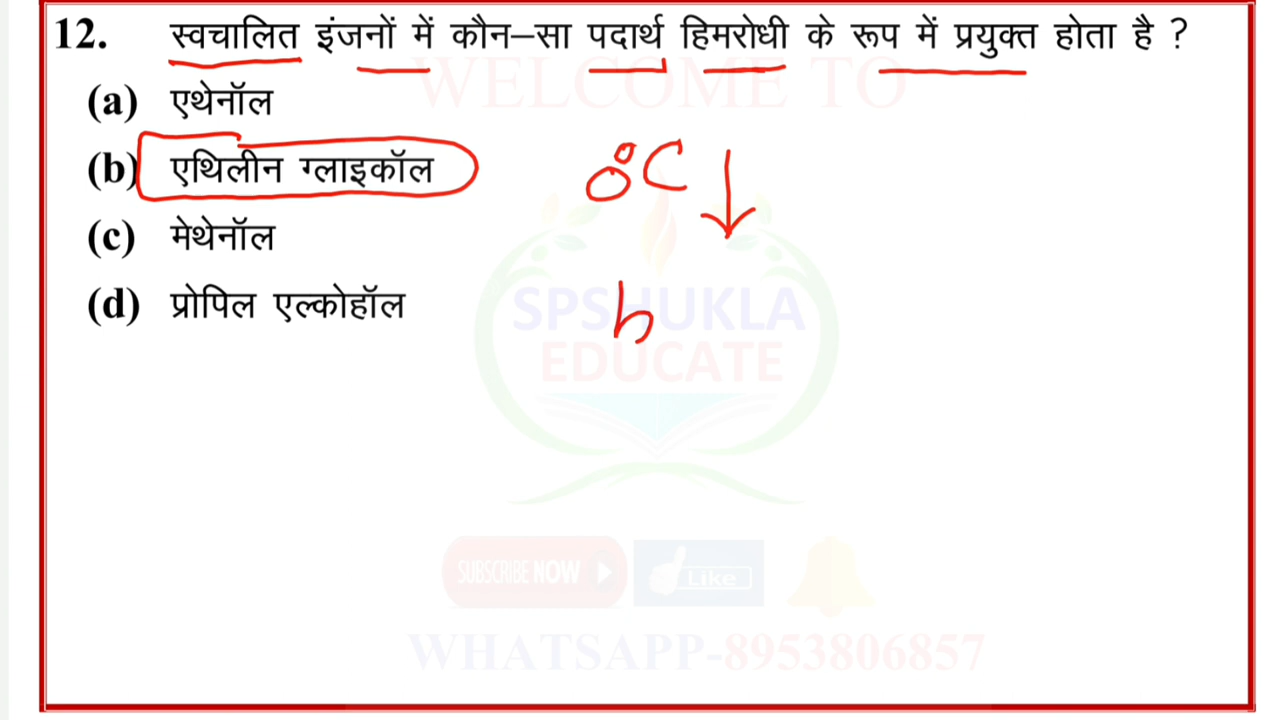 12. स्वचालित इंजनों में कौन–सा पदार्थ हिमरोधी के रूप में प्रयुक्त होता है ?
WELCOME TO
(a) एथेनॉल
(b) एथिलीन ग्लाइकॉल
0°C ↓
(c) मेथेनॉल
(d) प्रोपिल एल्कोहॉल
b
SPSHUKLA
EDUCATE
SUBSCRIBE NOW
Like
WHATSAPP-8953806857